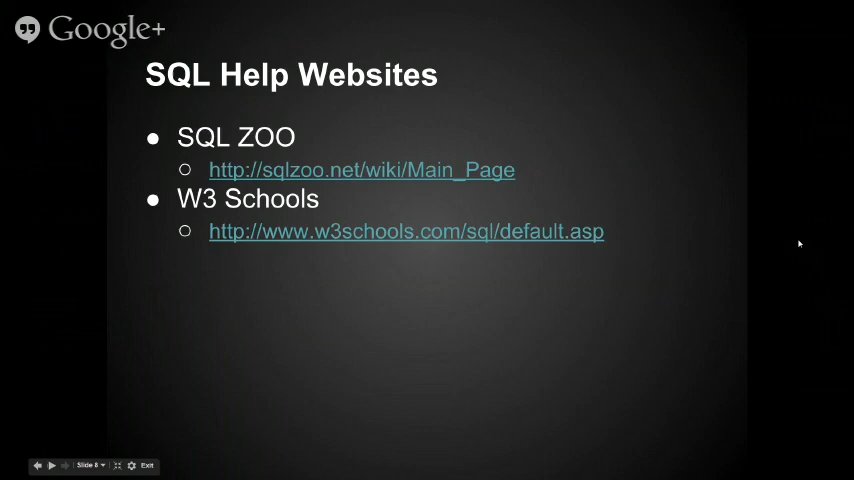 Google+
SQL Help Websites
● SQL ZOO
○ http://sqlzoo.net/wiki/Main_Page
● W3 Schools
○ http://www.w3schools.com/sql/default.asp
Slide 8 Exit